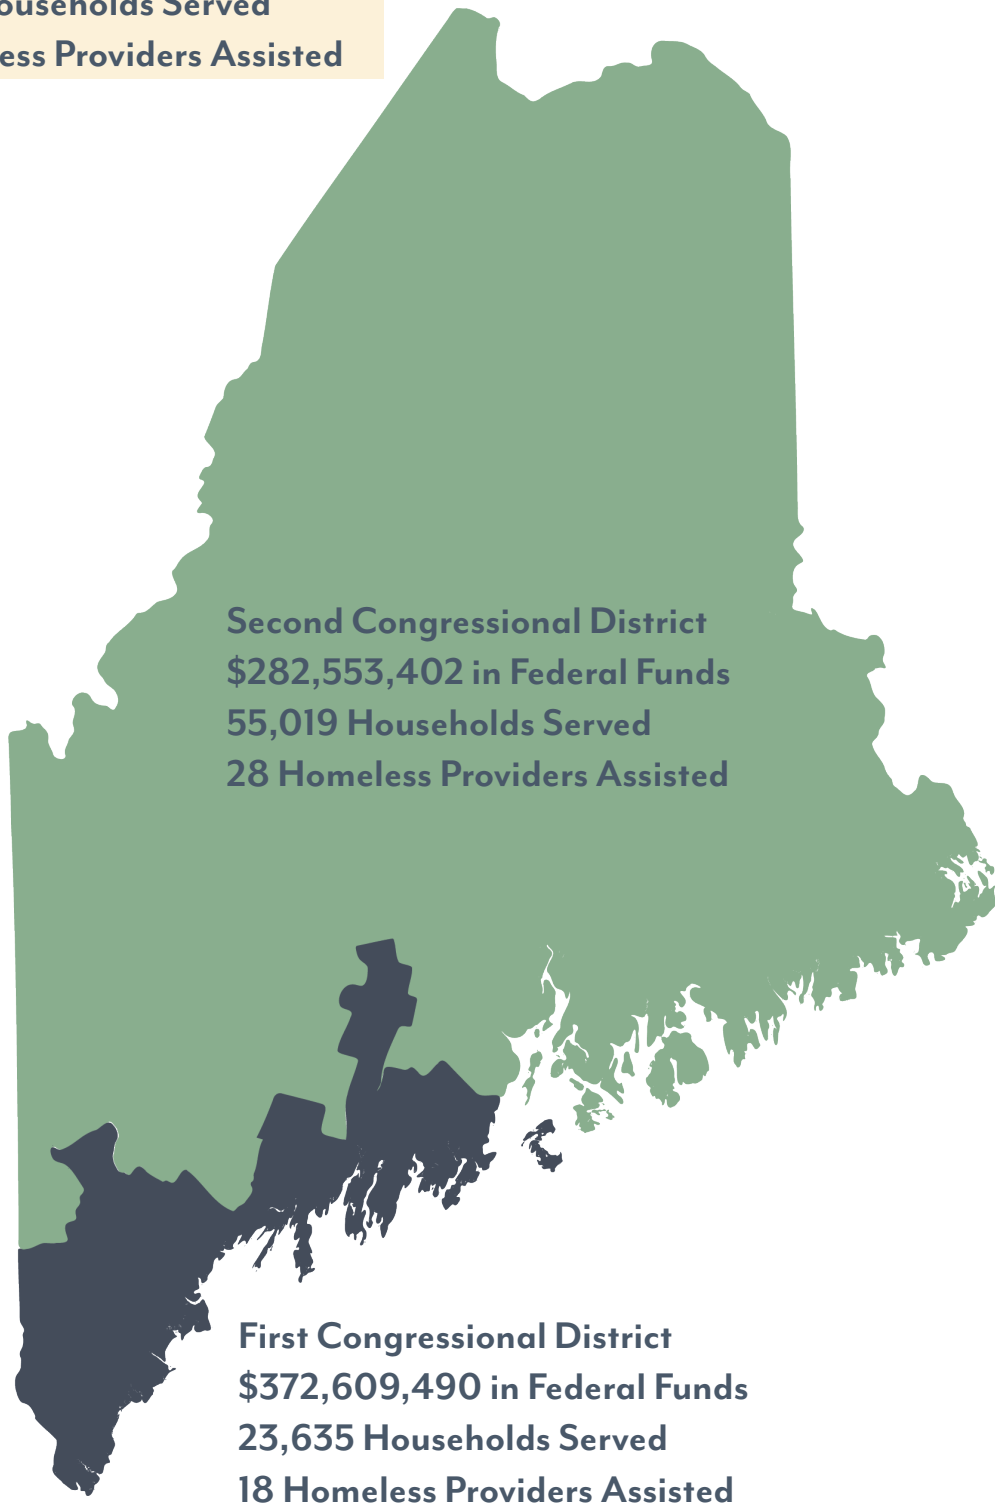 Served
Providers Assisted
Second Congressional District
$282,553,402 in Federal Funds
55,019 Households Served
28 Homeless Providers Assisted
First Congressional District
$372,609,490 in Federal Funds
23,635 Households Served
18 Homeless Providers Assisted